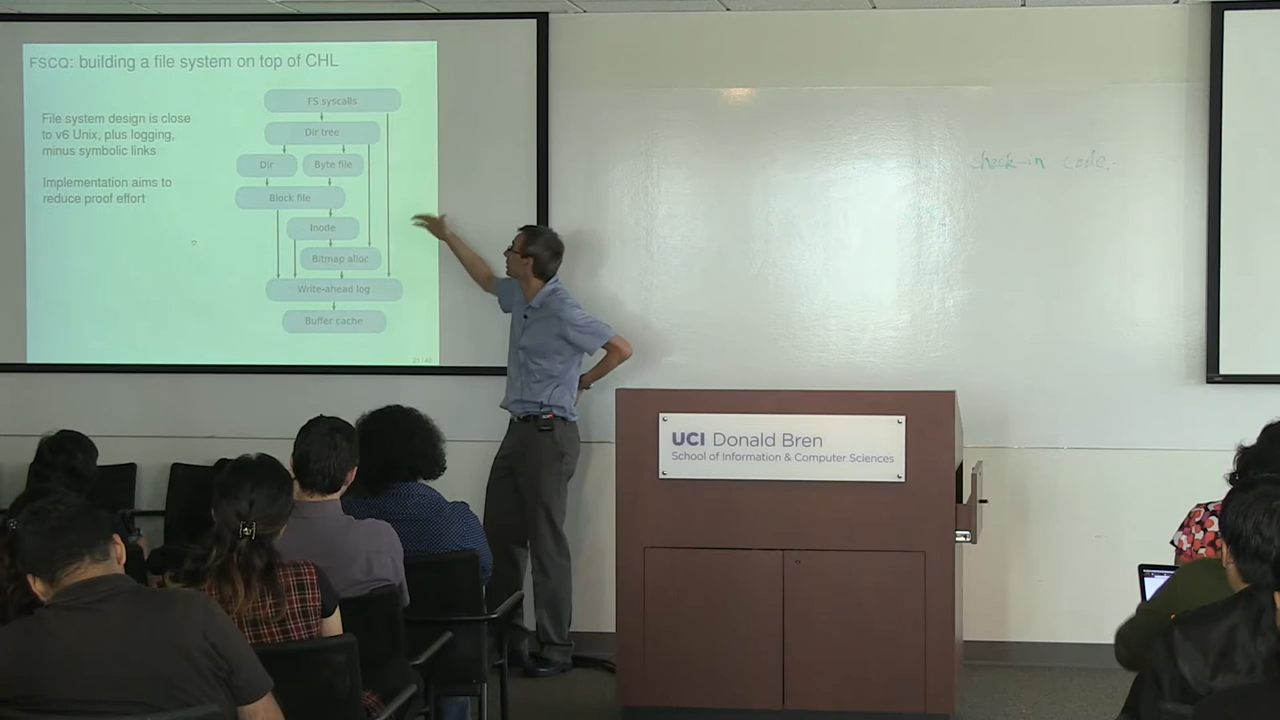 FSCQ: building a file system on top of CHL
File system design is close
to v6 Unix, plus logging,
minus symbolic links
Implementation aims to
reduce proof effort
FS syscalls
Dir tree
Dir
Byte file
Block file
Inode
Bitmap alloc
Write-ahead log
Buffer cache
check-in code.
UCI Donald Bren
School of Information & Computer Sciences